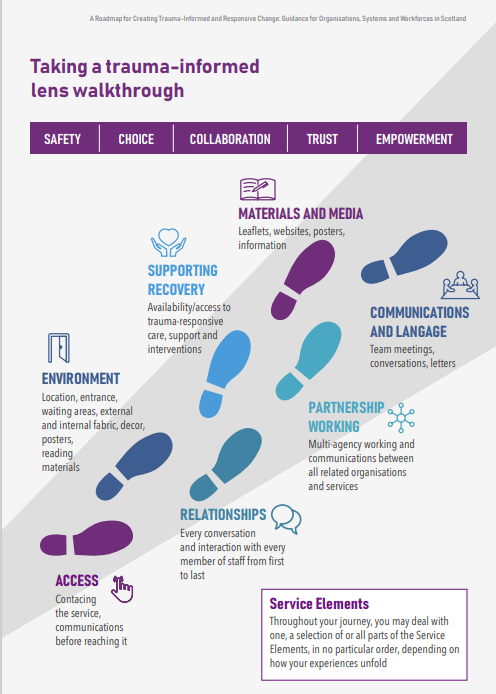 A Roadmap for Creating Trauma-Informed and Responsive Change: Guidance for Organisations, Systems and Workforces in Scotland
Taking a trauma-informed
lens walkthrough
SAFETY CHOICE COLLABORATION TRUST EMPOWERMENT
MATERIALS AND MEDIA
Leaflets, websites, posters,
information
SUPPORTING
RECOVERY
Availability/access to
trauma-responsive
care, support and
interventions
COMMUNICATIONS
AND LANGAGE
Team meetings,
conversations, letters
ENVIRONMENT
Location, entrance,
waiting areas, external
and internal fabric, decor,
posters,
reading
materials
PARTNERSHIP
WORKING
Multi-agency working and
communications between
all related organisations
and services
RELATIONSHIPS
Every conversation
and interaction with every
member of staff from first
to last
ACCESS
Contacing
the service,
communications
before reaching it
Service Elements
Throughout your journey, you may deal with
one, a selection of or all parts of the Service
Elements, in no particular order, depending on
how your experiences unfold